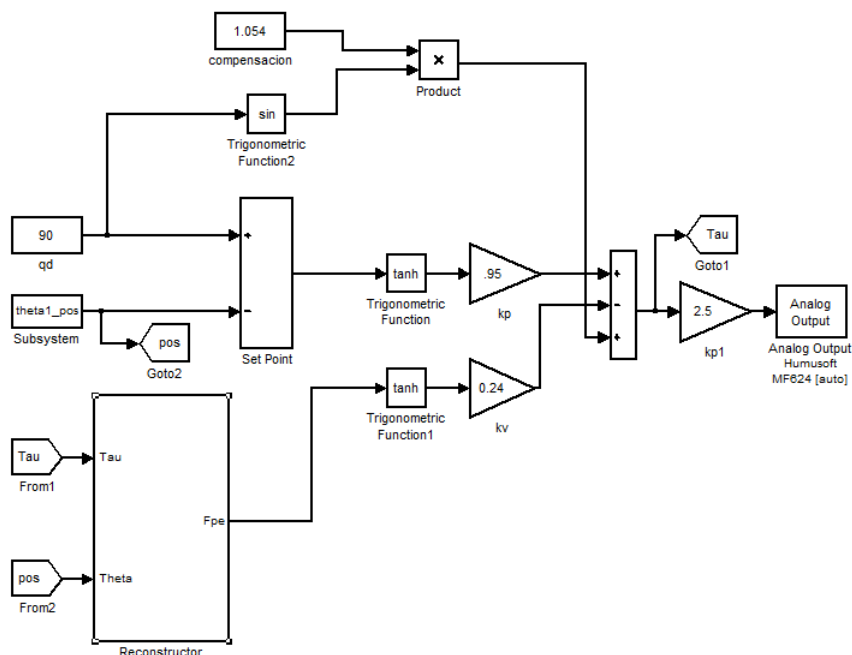 1.054
compensacion
×
Product
sin
Trigonometric
Function2
90
qd
+
-
Set Point
theta1_pos
Subsystem
pos
Goto2
tanh
Trigonometric
Function
.95
kp
+
-
+
Tau
Goto1
2.5
kp1
Analog
Output
Analog Output
Humusoft
MF624 [auto]
tanh
Trigonometric
Function1
0.24
kv
Tau
From1
Tau
Fpe
pos
From2
Theta
Reconstructor